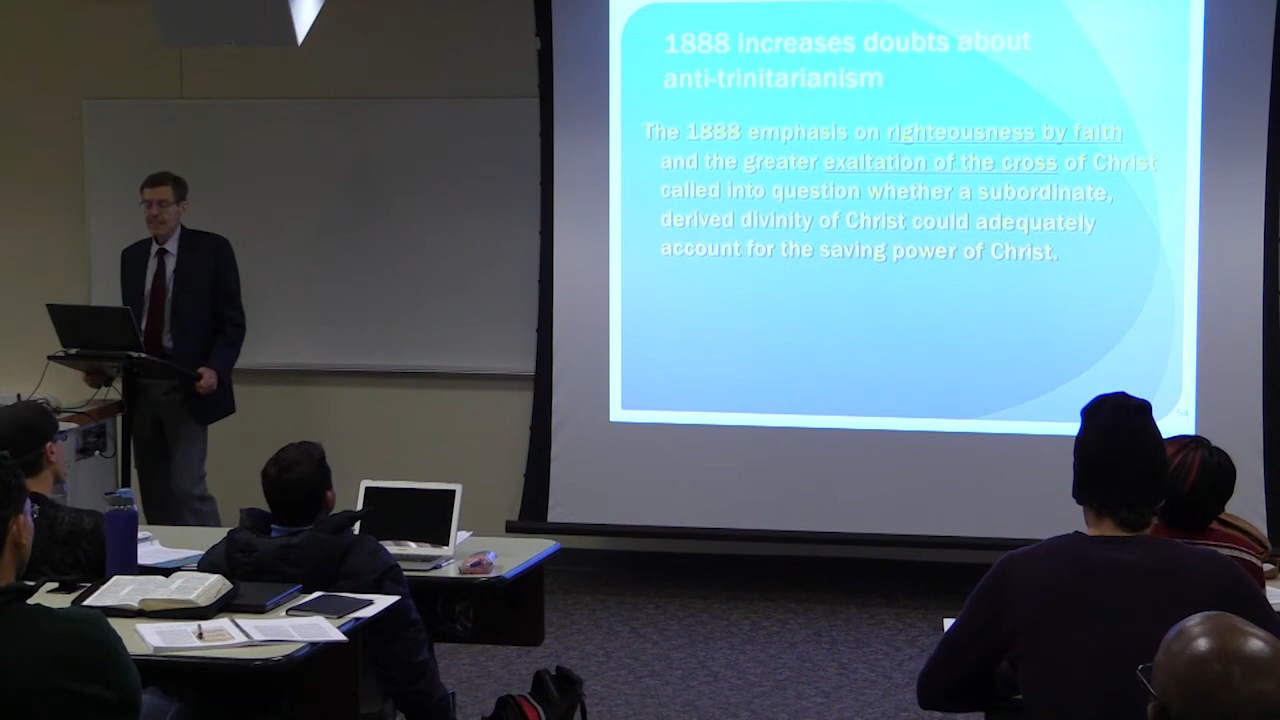 1888 increases doubts about
anti-trinitarianism
The 1888 emphasis on righteousness by faith
and the greater exaltation of the cross of Christ
called into question whether a subordinate,
derived divinity of Christ could adequately
account for the saving power of Christ.
54